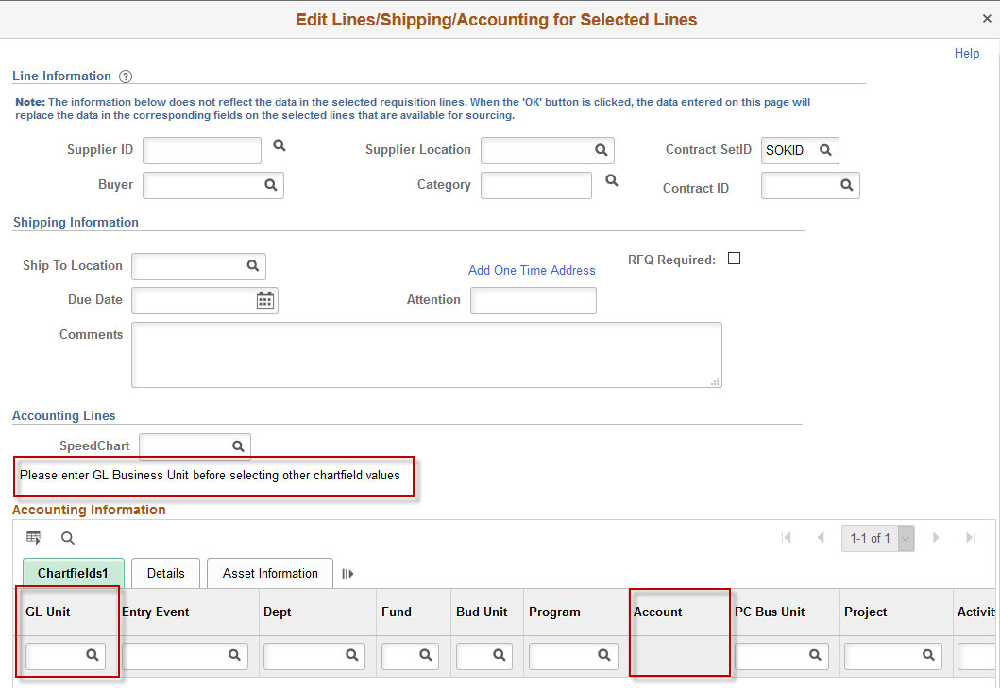 Edit Lines/Shipping/Accounting for Selected Lines
×
Help
Line Information ?
Note: The information below does not reflect the data in the selected requisition lines. When the 'OK' button is clicked, the data entered on this page will
replace the data in the corresponding fields on the selected lines that are available for sourcing.
Supplier ID Supplier Location Contract SetID SOKID
Buyer Category Contract ID
Shipping Information
Ship To Location Add One Time Address RFQ Required:
Due Date Attention
Comments
Accounting Lines
SpeedChart
Please enter GL Business Unit before selecting other chartfield values
Accounting Information
1-1 of 1
Chartfields1 Details Asset Information
GL Unit Entry Event Dept Fund Bud Unit Program Account PC Bus Unit Project Activit